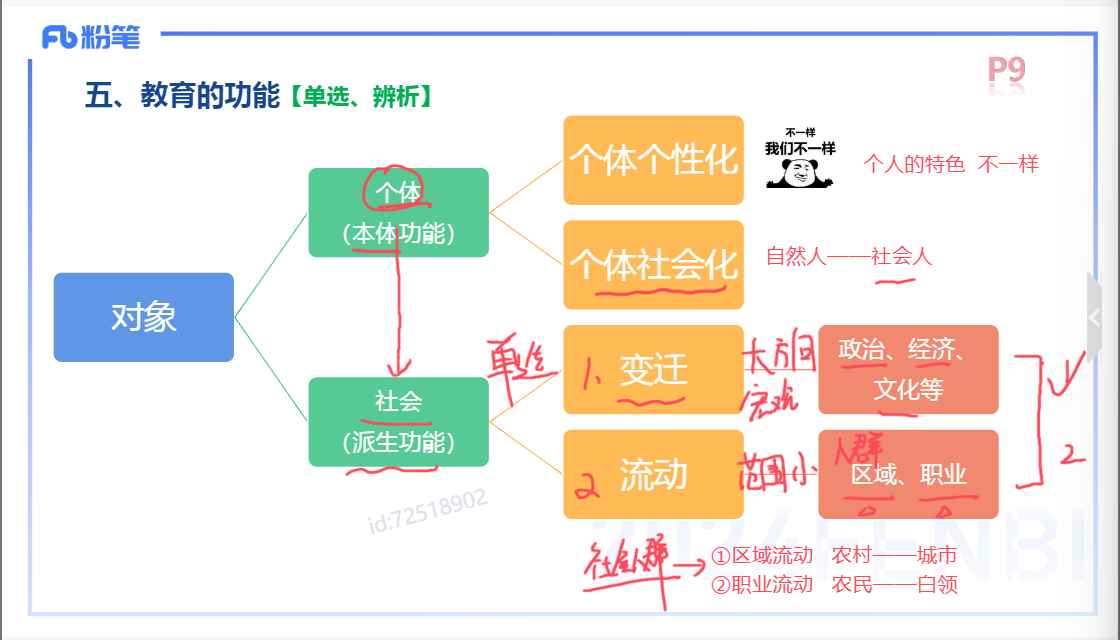 粉笔
五、教育的功能【单选、辨析】
P9
对象
个体
（本体功能）
社会
（派生功能）
个体个性化
不一样
我们不一样
个人的特色 不一样
个体社会化
自然人——社会人
单选
1、变迁
大方向
宏观
政治、经济、
文化等
2
2 流动
范围小
人群
区域、职业
id:72518902
2024FENBI
社会人群→
①区域流动 农村——城市
②职业流动 农民——白领